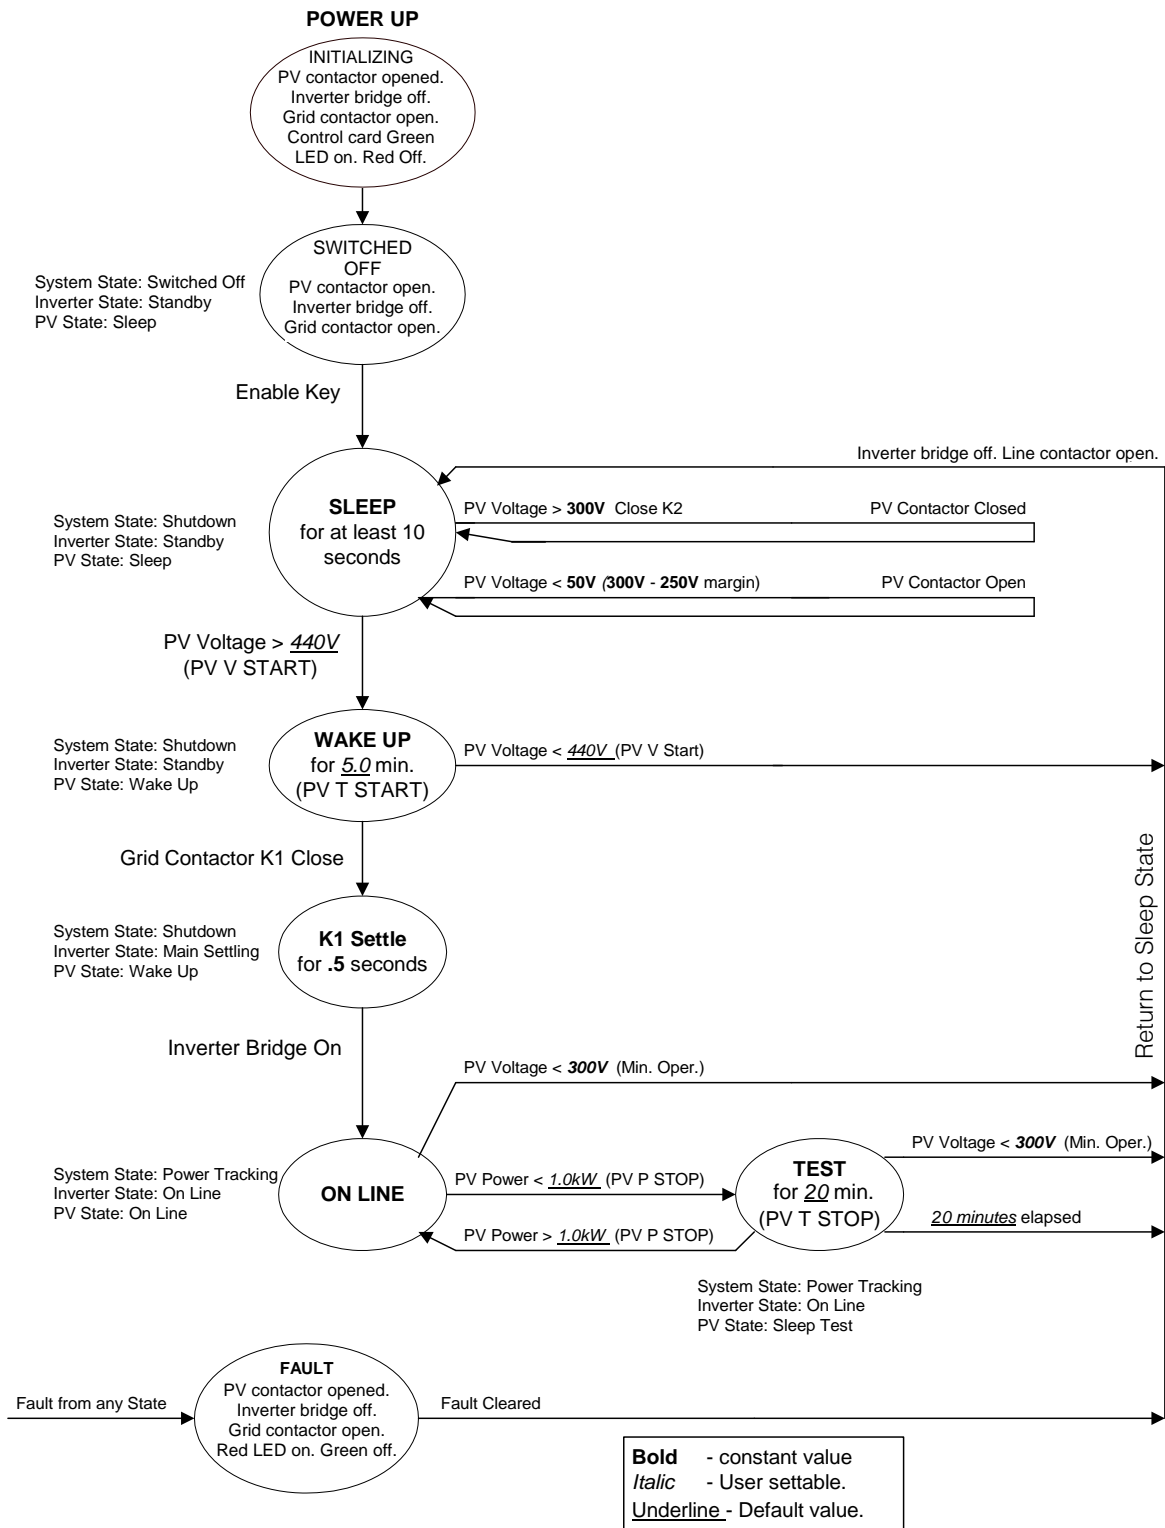 POWER UP
INITIALIZING
PV contactor opened.
Inverter bridge off.
Grid contactor open.
Control card Green
LED on. Red Off.
SWITCHED
OFF
PV contactor open.
Inverter bridge off.
Grid contactor open.
System State: Switched Off
Inverter State: Standby
PV State: Sleep
Enable Key
Inverter bridge off. Line contactor open.
SLEEP
for at least 10
seconds
System State: Shutdown
Inverter State: Standby
PV State: Sleep
PV Voltage > 300V Close K2
PV Contactor Closed
PV Voltage < 50V (300V - 250V margin)
PV Contactor Open
PV Voltage > 440V
(PV V START)
WAKE UP
for 5.0 min.
(PV T START)
System State: Shutdown
Inverter State: Standby
PV State: Wake Up
PV Voltage < 440V (PV V Start)
Grid Contactor K1 Close
K1 Settle
for .5 seconds
System State: Shutdown
Inverter State: Main Settling
PV State: Wake Up
Return to Sleep State
Inverter Bridge On
PV Voltage < 300V (Min. Oper.)
ON LINE
System State: Power Tracking
Inverter State: On Line
PV State: On Line
PV Power < 1.0kW (PV P STOP)
PV Power > 1.0kW (PV P STOP)
TEST
for 20 min.
(PV T STOP)
PV Voltage < 300V (Min. Oper.)
20 minutes elapsed
System State: Power Tracking
Inverter State: On Line
PV State: Sleep Test
Fault from any State
FAULT
PV contactor opened.
Inverter bridge off.
Grid contactor open.
Red LED on. Green off.
Fault Cleared
Bold - constant value
Italic - User settable.
Underline - Default value.